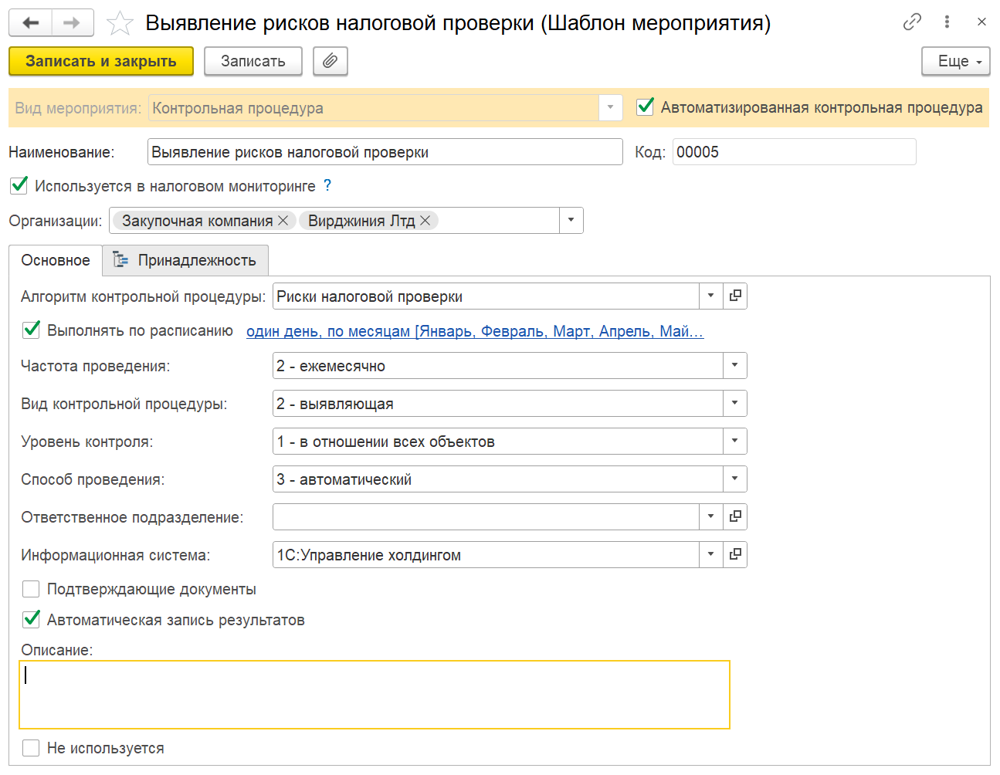 Выявление рисков налоговой проверки (Шаблон мероприятия)
Записать и закрыть Записать Еще
Вид мероприятия: Контрольная процедура Автоматизированная контрольная процедура
Наименование: Выявление рисков налоговой проверки Код: 00005
Используется в налоговом мониторинге ?
Организации: Закупочная компания Вирджиния Лтд
Основное Принадлежность
Алгоритм контрольной процедуры: Риски налоговой проверки
Выполнять по расписанию один день, по месяцам [Январь, Февраль, Март, Апрель, Май...
Частота проведения: 2 - ежемесячно
Вид контрольной процедуры: 2 - выявляющая
Уровень контроля: 1 - в отношении всех объектов
Способ проведения: 3 - автоматический
Ответственное подразделение:
Информационная система: 1С:Управление холдингом
Подтверждающие документы
Автоматическая запись результатов
Описание:
Не используется